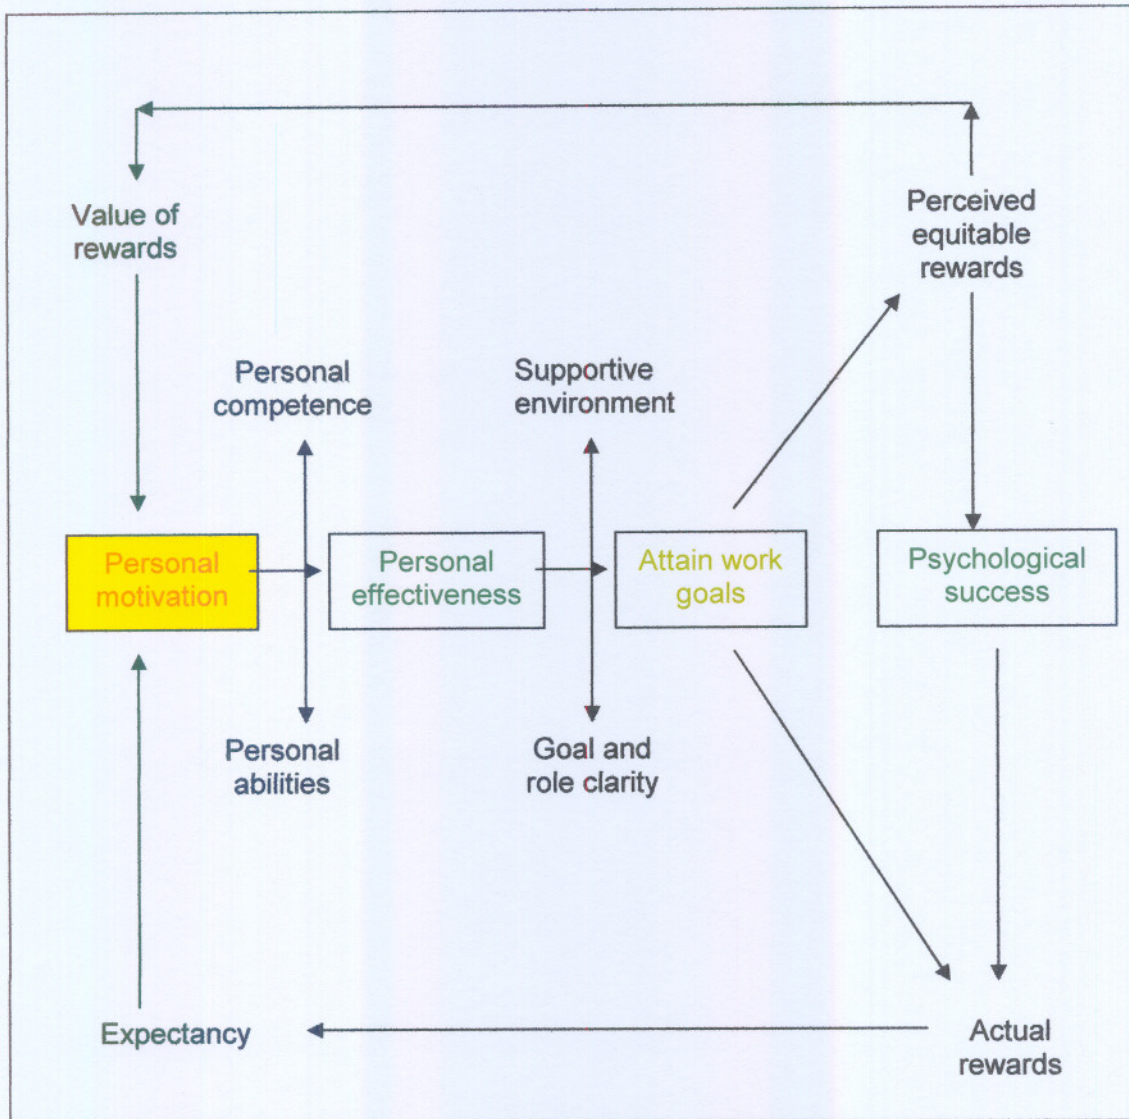 Value of
rewards
Perceived
equitable
rewards
Personal
competence
Supportive
environment
Personal
motivation
Personal
effectiveness
Attain work
goals
Psychological
success
Personal
abilities
Goal and
role clarity
Expectancy
Actual
rewards